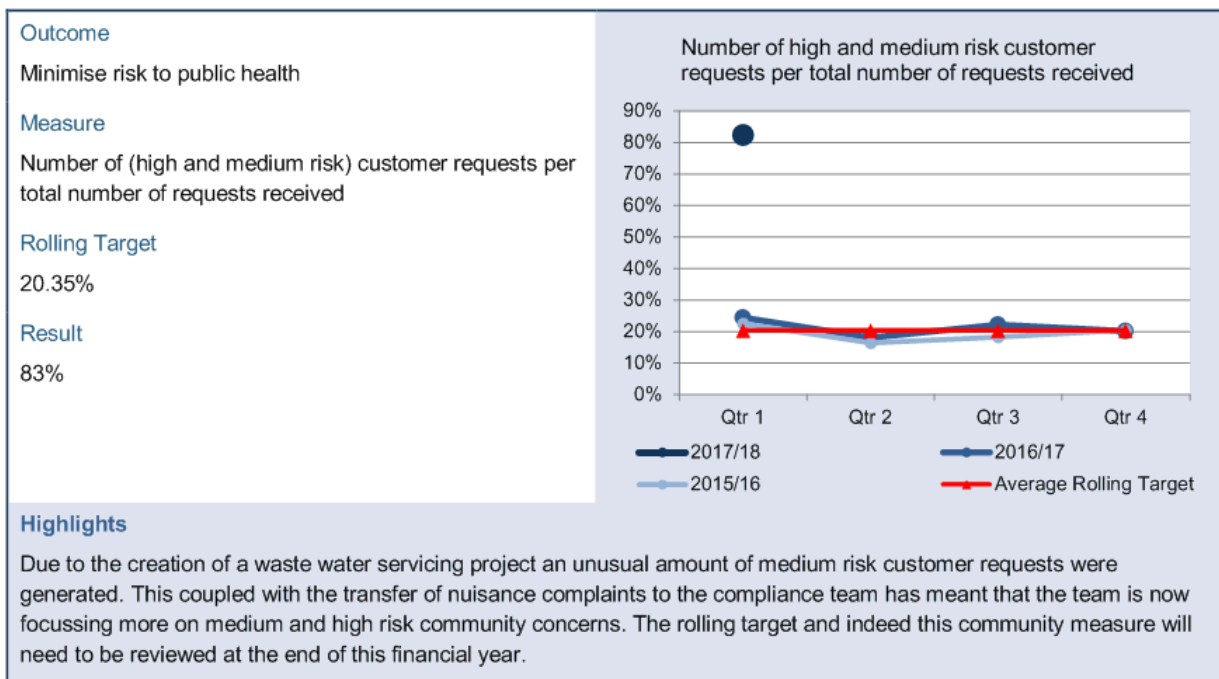 Outcome
Minimise risk to public health
Measure
Number of (high and medium risk) customer requests per
total number of requests received
Rolling Target
20.35%
Result
83%
Number of high and medium risk customer
requests per total number of requests received
90%
80%
70%
60%
50%
40%
30%
20%
10%
0%
Qtr 1 Qtr 2 Qtr 3 Qtr 4
2017/18 2016/17
2015/16 Average Rolling Target
Highlights
Due to the creation of a waste water servicing project an unusual amount of medium risk customer requests were
generated. This coupled with the transfer of nuisance complaints to the compliance team has meant that the team is now
focussing more on medium and high risk community concerns. The rolling target and indeed this community measure will
need to be reviewed at the end of this financial year.